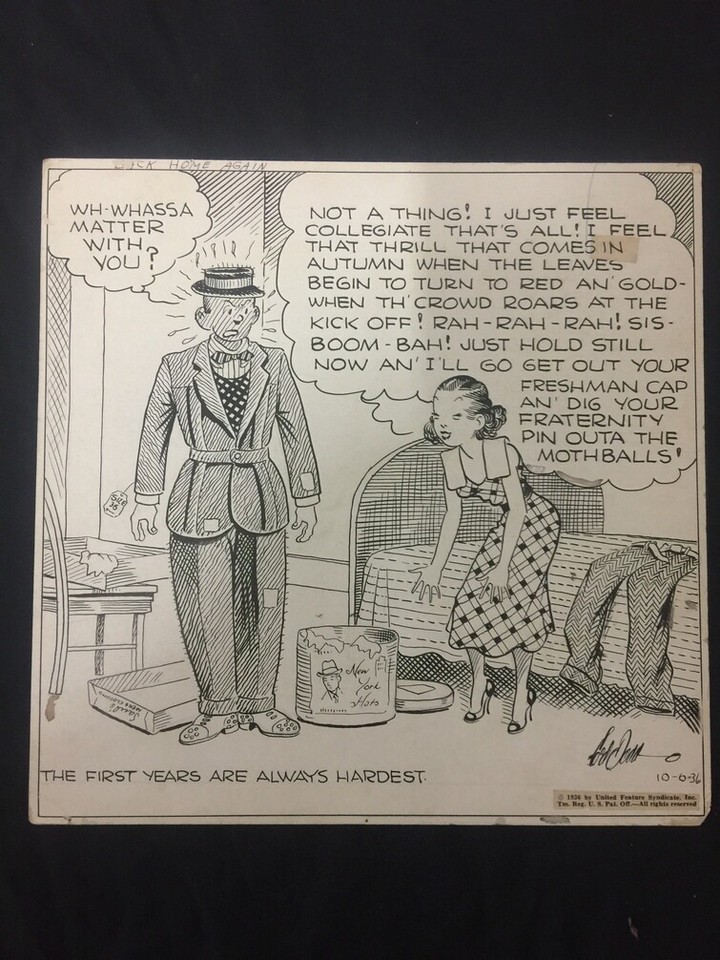 BACK HOME AGAIN
WH-WHASSA
MATTER
WITH
YOU?
NOT A THING! I JUST FEEL
COLLEGIATE THAT'S ALL! I FEEL
THAT THRILL THAT COMES IN
AUTUMN WHEN THE LEAVES
BEGIN TO TURN TO RED AN' GOLD-
WHEN TH' CROWD ROARS AT THE
KICK OFF! RAH-RAH-RAH! SIS-
BOOM-BAH! JUST HOLD STILL
NOW AN' I'LL GO GET OUT YOUR
FRESHMAN CAP
AN' DIG YOUR
FRATERNITY
PIN OUTA THE
MOTHBALLS!
SIZE
36
New
York
Hats
THE FIRST YEARS ARE ALWAYS HARDEST.
10-6-36
© 1936 by United Feature Syndicate, Inc.
Tm. Reg. U. S. Pat. Off.—All rights reserved